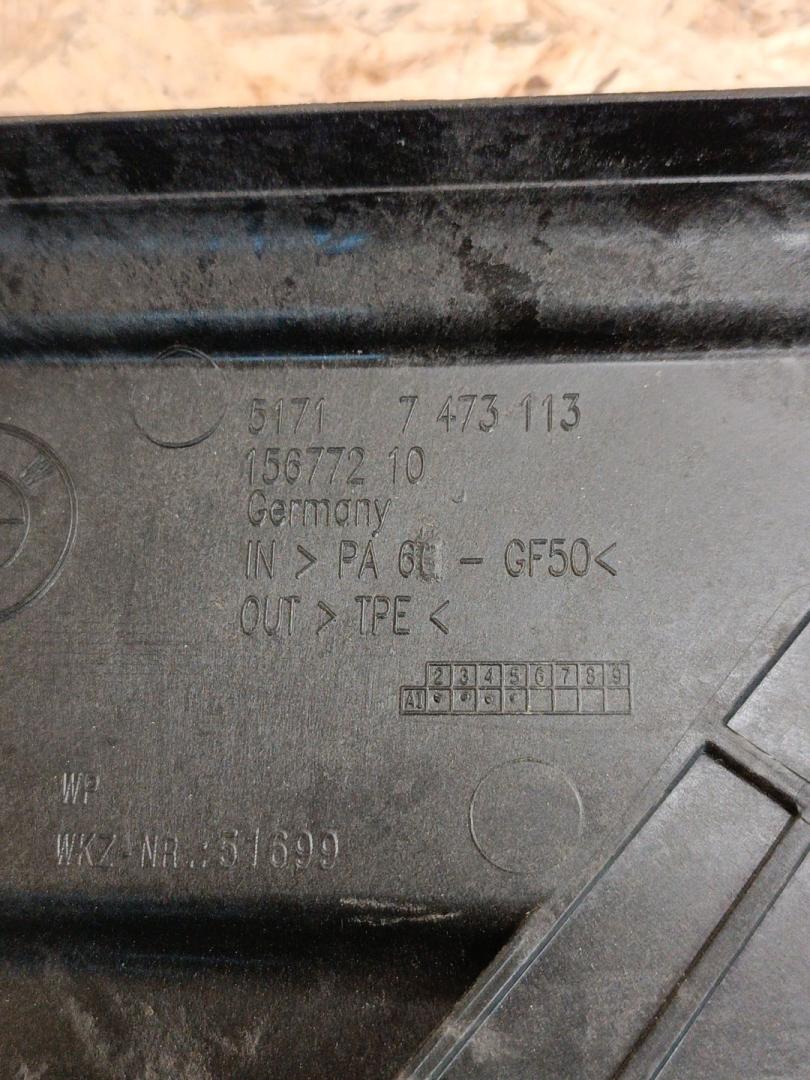 5171 7 473 113
156772 10
Germany
IN > PA 6 - GF50<
OUT > TPE <
2 3 4 5 6 7 8 9
A1
WP
WKZ-NR.:51699